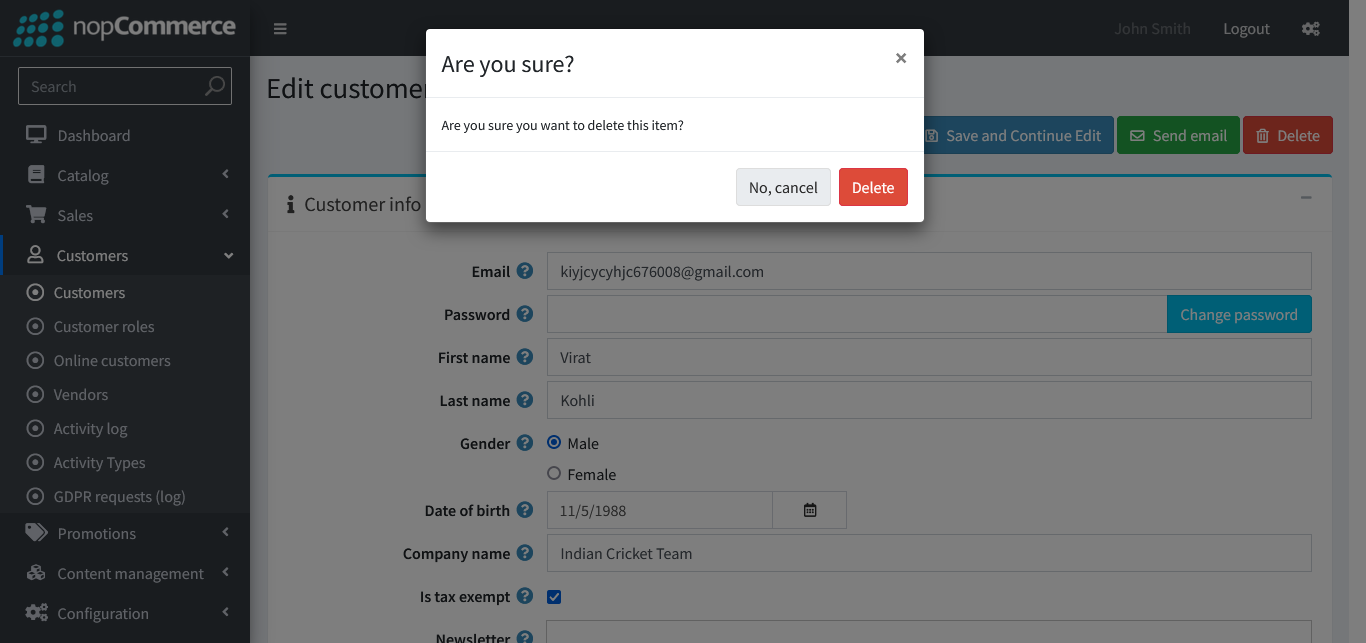 nopCommerce
John Smith
Logout
Search
Dashboard
Catalog
Sales
Customers
Customers
Customer roles
Online customers
Vendors
Activity log
Activity Types
GDPR requests (log)
Promotions
Content management
Configuration
Edit customer
Save and Continue Edit
Send email
Delete
Are you sure?
×
Are you sure you want to delete this item?
No, cancel
Delete
Customer info
Email
kiyjcycyhjc676008@gmail.com
Password
Change password
First name
Virat
Last name
Kohli
Gender
Male
Female
Date of birth
11/5/1988
Company name
Indian Cricket Team
Is tax exempt
Newsletter